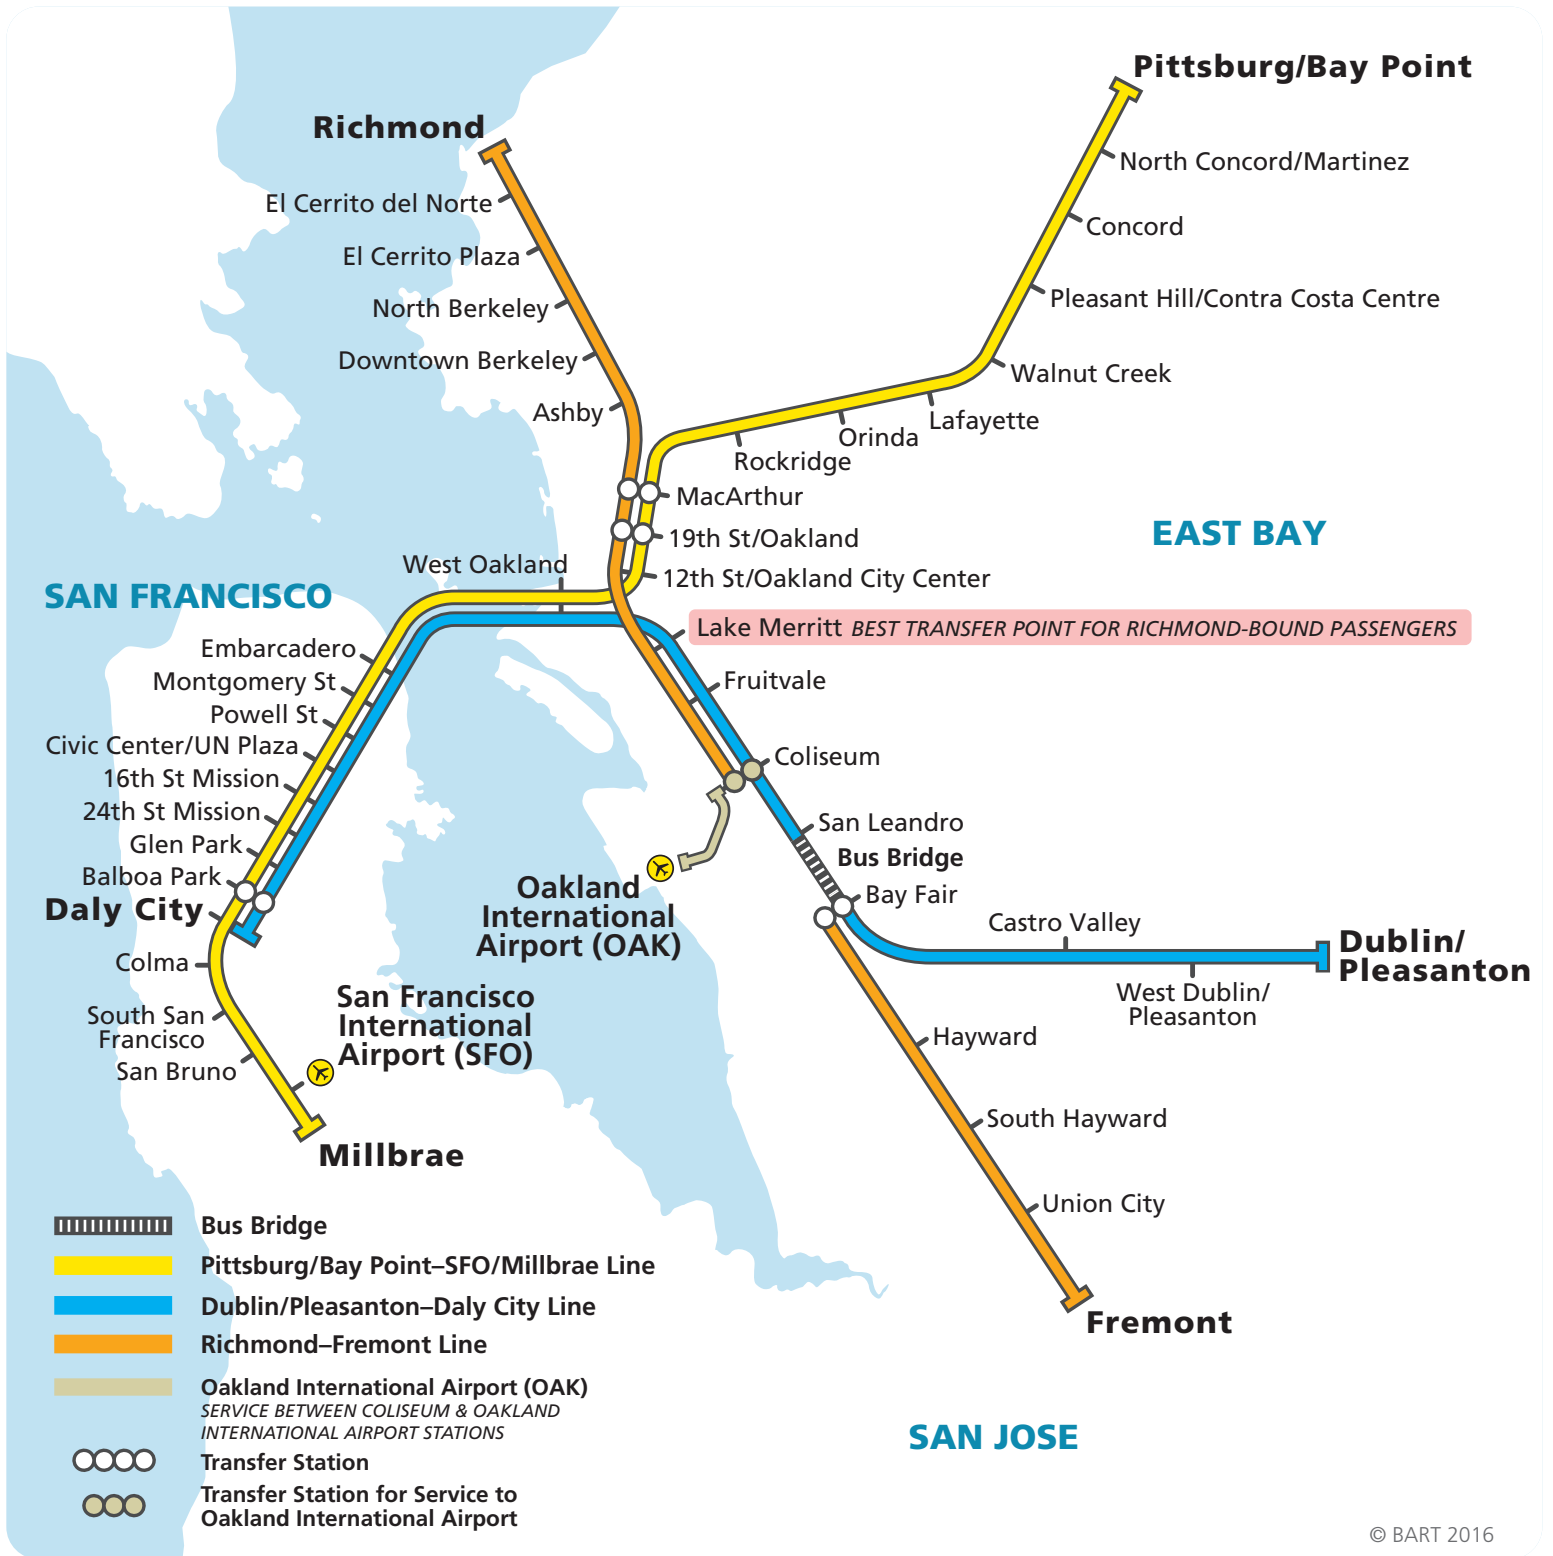 Pittsburg/Bay Point
Richmond
North Concord/Martinez
El Cerrito del Norte
Concord
El Cerrito Plaza
Pleasant Hill/Contra Costa Centre
North Berkeley
Downtown Berkeley
Walnut Creek
Ashby
Lafayette
Orinda
Rockridge
MacArthur
EAST BAY
19th St/Oakland
West Oakland
12th St/Oakland City Center
SAN FRANCISCO
Lake Merritt BEST TRANSFER POINT FOR RICHMOND-BOUND PASSENGERS
Embarcadero
Montgomery St
Fruitvale
Powell St
Civic Center/UN Plaza
Coliseum
16th St Mission
24th St Mission
San Leandro
Glen Park
Bus Bridge
Balboa Park
Oakland
International
Airport (OAK)
Bay Fair
Daly City
Castro Valley
Dublin/
Pleasanton
Colma
West Dublin/
Pleasanton
San Francisco
International
Airport (SFO)
South San
Francisco
Hayward
San Bruno
South Hayward
Millbrae
Union City
Fremont
Bus Bridge
Pittsburg/Bay Point–SFO/Millbrae Line
Dublin/Pleasanton–Daly City Line
Richmond–Fremont Line
Oakland International Airport (OAK)
SERVICE BETWEEN COLISEUM & OAKLAND
INTERNATIONAL AIRPORT STATIONS
Transfer Station
Transfer Station for Service to
Oakland International Airport
SAN JOSE
© BART 2016